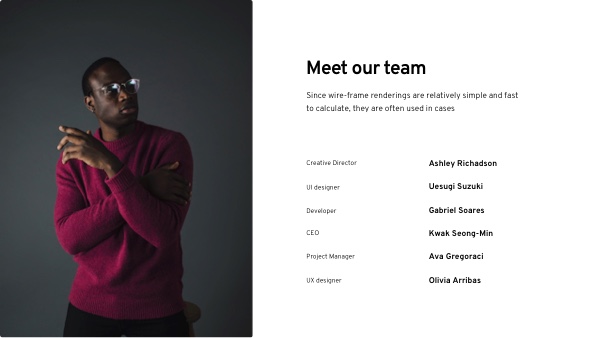 Meet our team
Since wire-frame renderings are relatively simple and fast
to calculate, they are often used in cases
Creative Director Ashley Richadson
UI designer Uesugi Suzuki
Developer Gabriel Soares
CEO Kwak Seong-Min
Project Manager Ava Gregoraci
UX designer Olivia Arribas